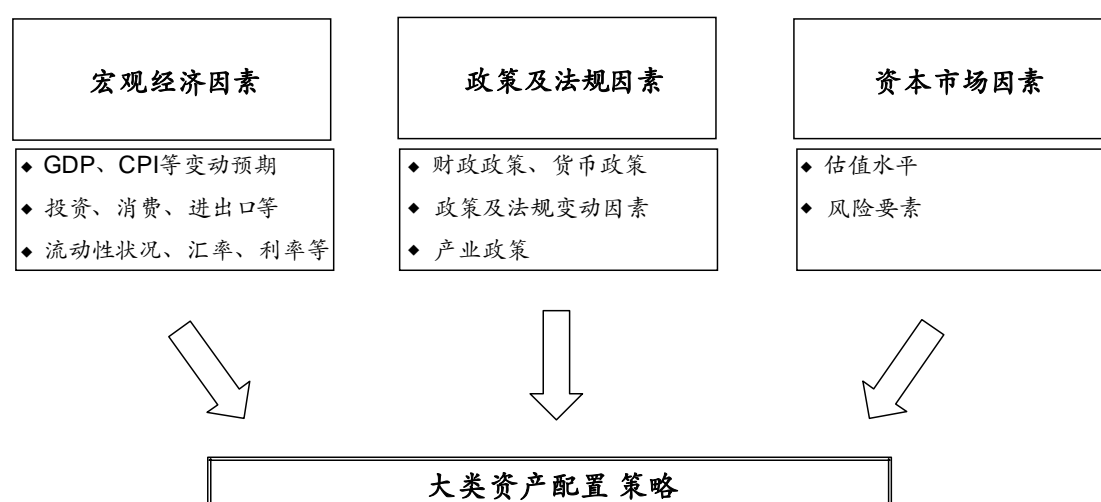 宏观经济因素
◆ GDP、CPI等变动预期
◆ 投资、消费、进出口等
◆ 流动性状况、汇率、利率等
政策及法规因素
◆ 财政政策、货币政策
◆ 政策及法规变动因素
◆ 产业政策
资本市场因素
◆ 估值水平
◆ 风险要素
大类资产配置 策略